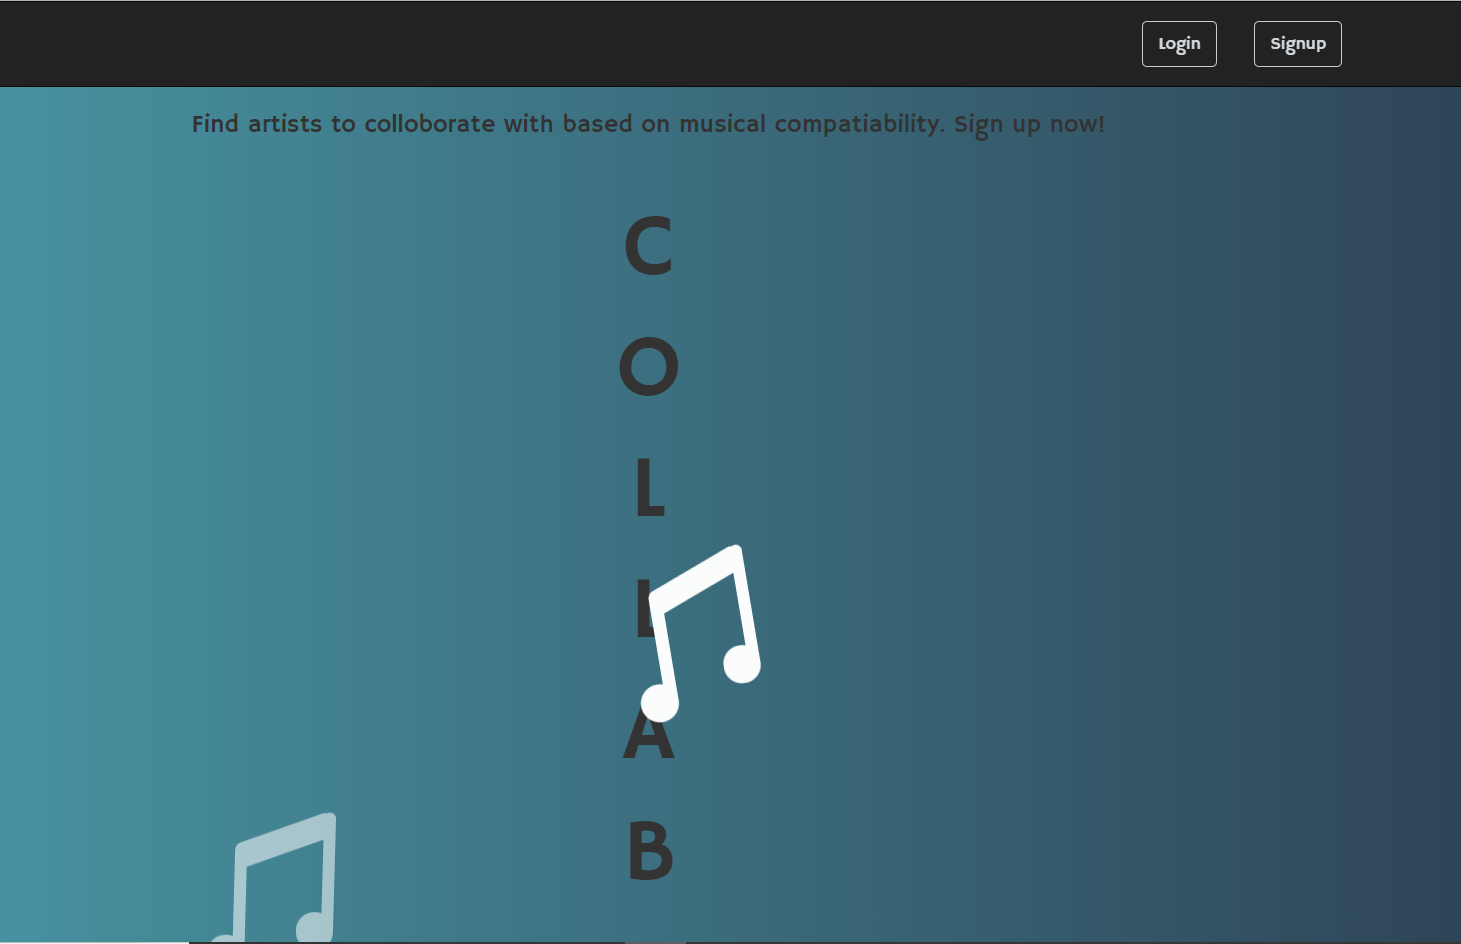 Login Signup
Find artists to colloborate with based on musical compatiability. Sign up now!
C
O
L
L
A
B